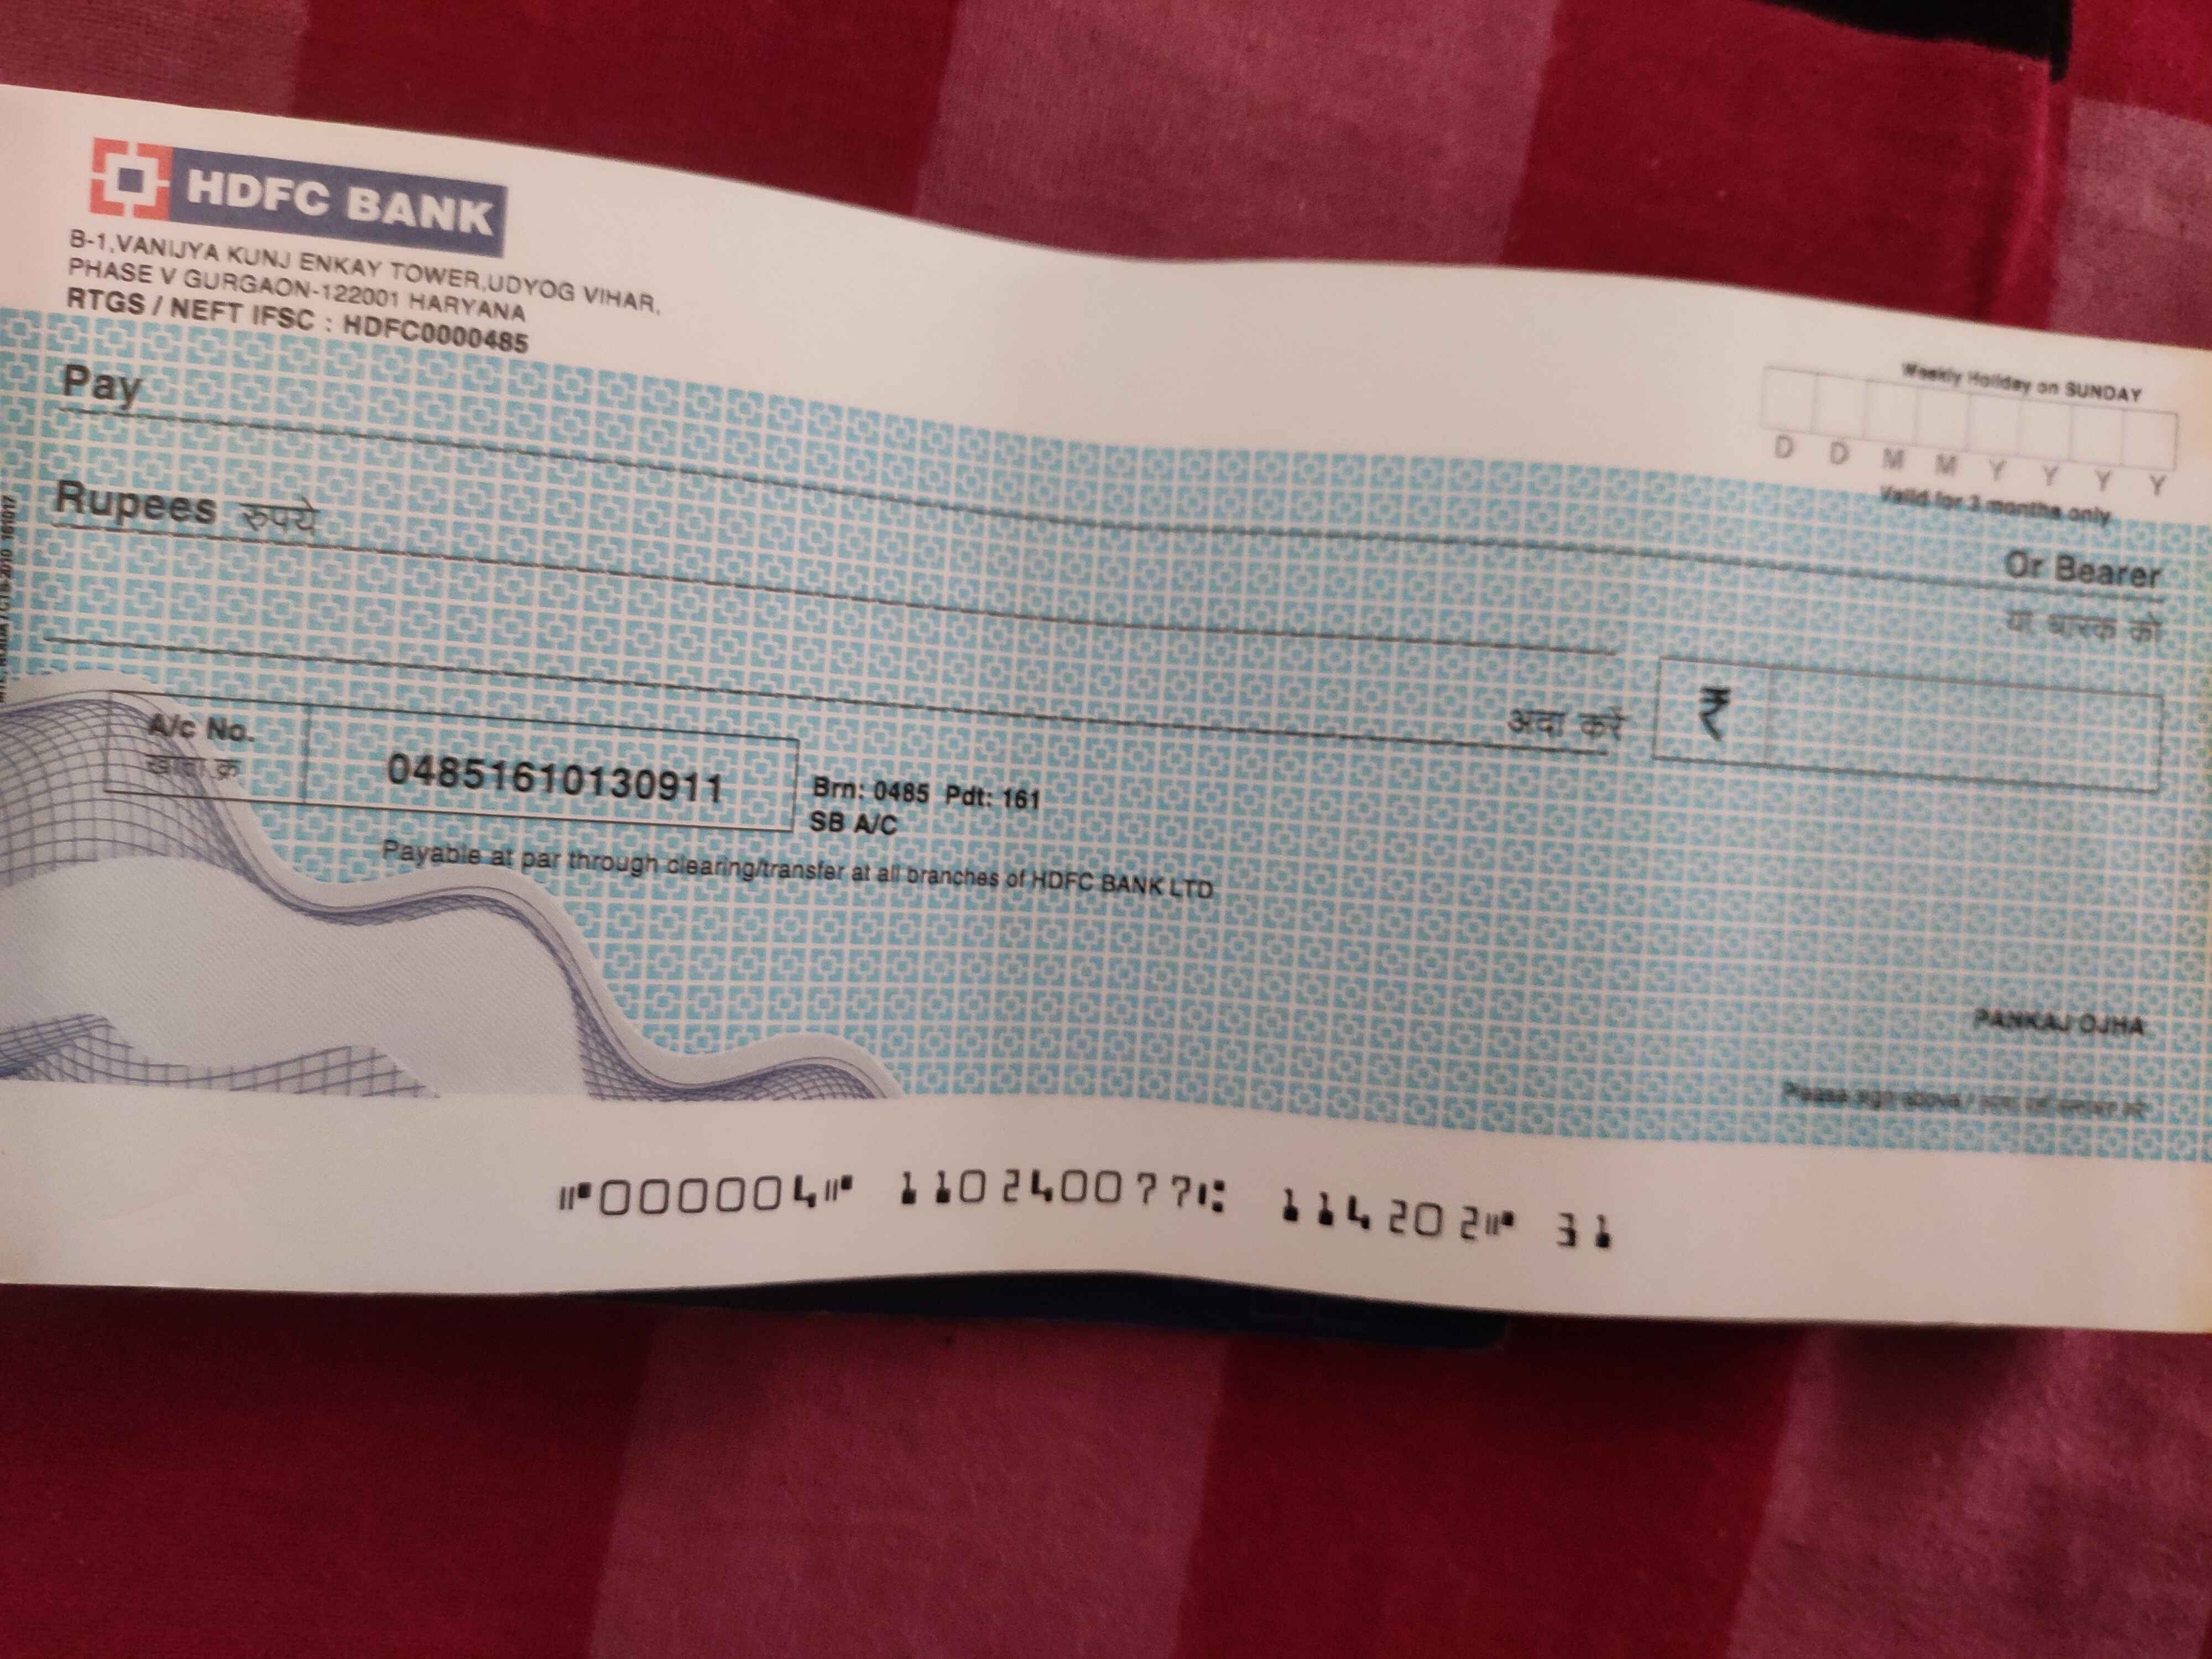 HDFC BANK
B-1,VANIJYA KUNJ ENKAY TOWER,UDYOG VIHAR,
PHASE V GURGAON-122001 HARYANA
RTGS / NEFT IFSC : HDFC0000485
Weekly Holiday on SUNDAY
D D M M Y Y Y Y
Valid for 3 months only
Pay
Or Bearer
या धारक को
Rupees रुपये
अदा करें
₹
A/c No.
खाता क्र.
04851610130911
Brn: 0485 Pdt: 161
SB A/C
Payable at par through clearing/transfer at all branches of HDFC BANK LTD
PANKAJ OJHA
Please sign above /
⑈000004⑈ 110240077⑆ 114202⑈ 31